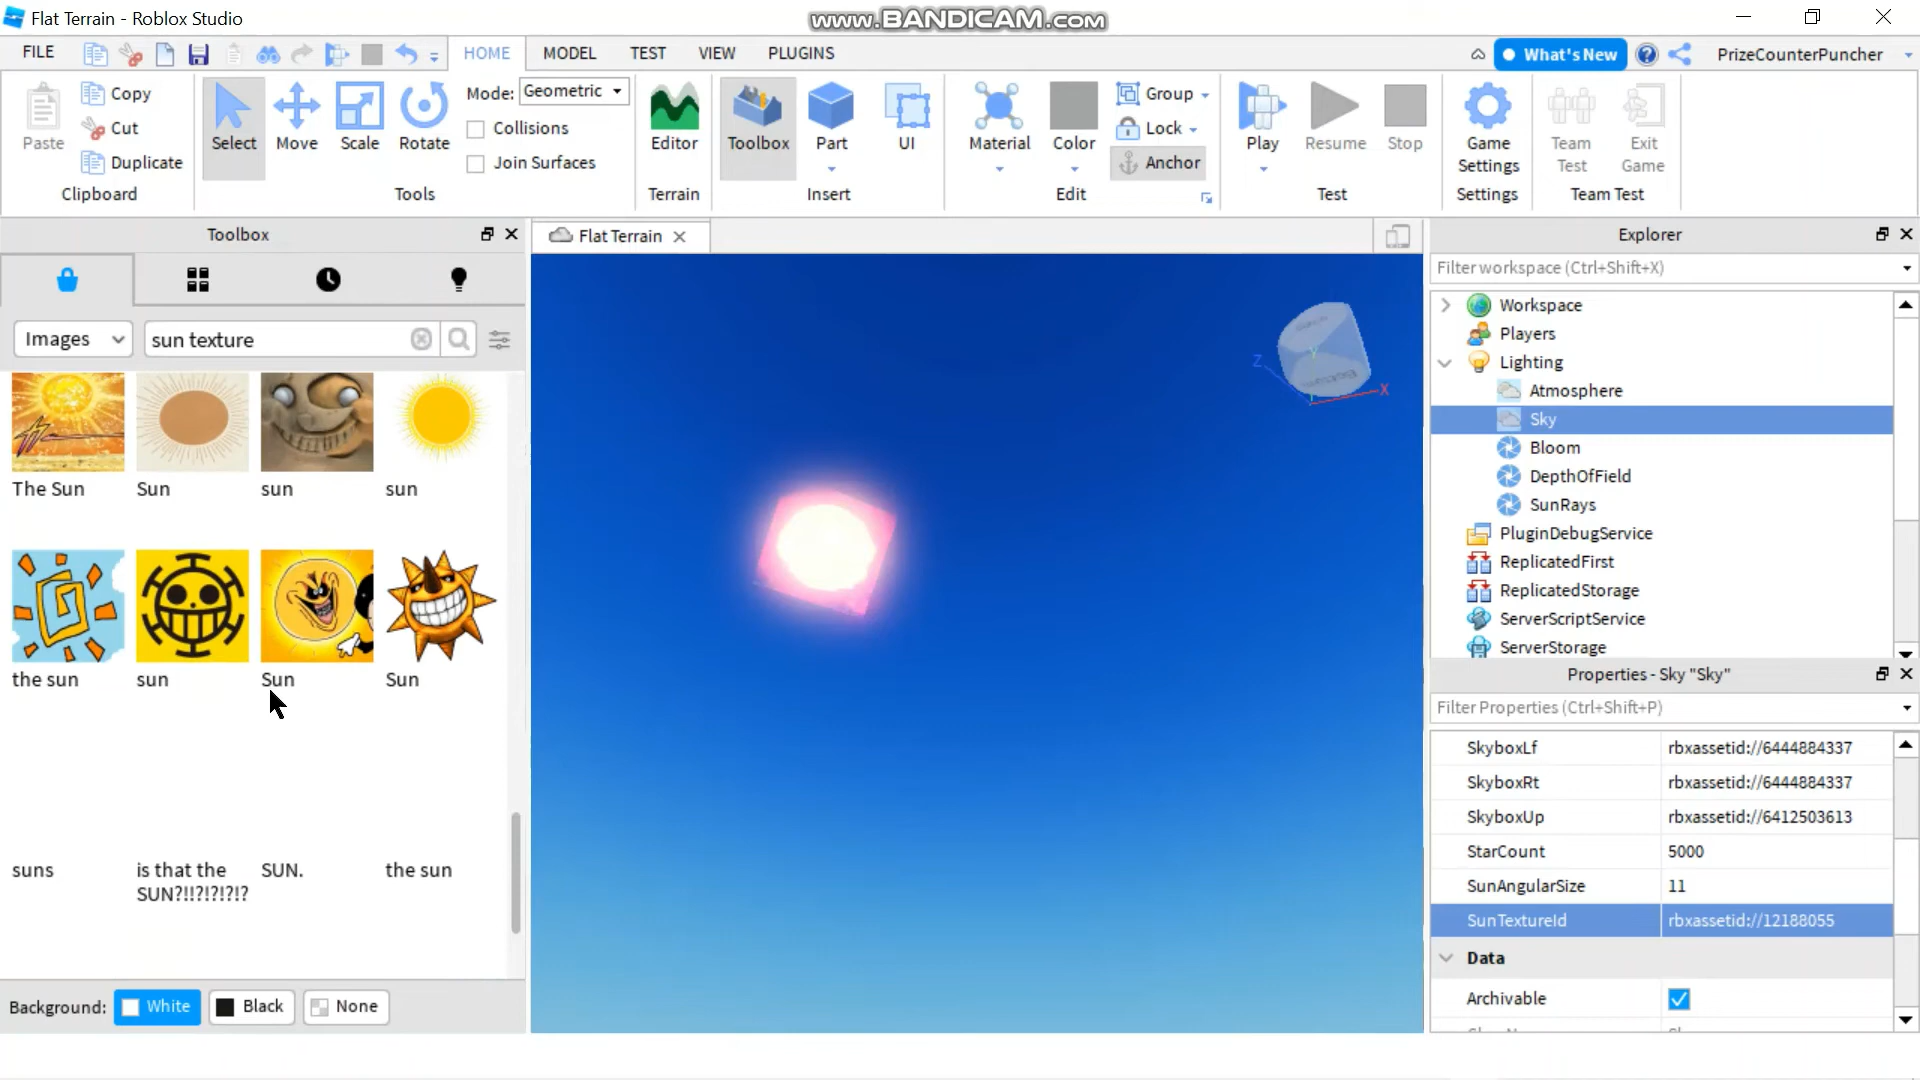 Flat Terrain - Roblox Studio
www.BANDICAM.com
FILE
HOME
MODEL
TEST
VIEW
PLUGINS
What's New
PrizeCounterPuncher
Paste
Copy
Cut
Duplicate
Clipboard
Select
Move
Scale
Rotate
Mode: Geometric
Collisions
Join Surfaces
Tools
Editor
Terrain
Toolbox
Part
UI
Insert
Material
Color
Group
Lock
Anchor
Edit
Play
Resume
Stop
Test
Game
Settings
Settings
Team
Test
Exit
Game
Team Test
Toolbox
Images
sun texture
The Sun
Sun
sun
sun
the sun
sun
Sun
Sun
suns
is that the
SUN?!!?!?!?!?
SUN.
the sun
Background:
White
Black
None
Flat Terrain
Z
Y
X
Explorer
Filter workspace (Ctrl+Shift+X)
Workspace
Players
Lighting
Atmosphere
Sky
Bloom
DepthOfField
SunRays
PluginDebugService
ReplicatedFirst
ReplicatedStorage
ServerScriptService
ServerStorage
Properties - Sky "Sky"
Filter Properties (Ctrl+Shift+P)
SkyboxLf rbxassetid://6444884337
SkyboxRt rbxassetid://6444884337
SkyboxUp rbxassetid://6412503613
StarCount 5000
SunAngularSize 11
SunTextureId rbxassetid://12188055
Data
Archivable